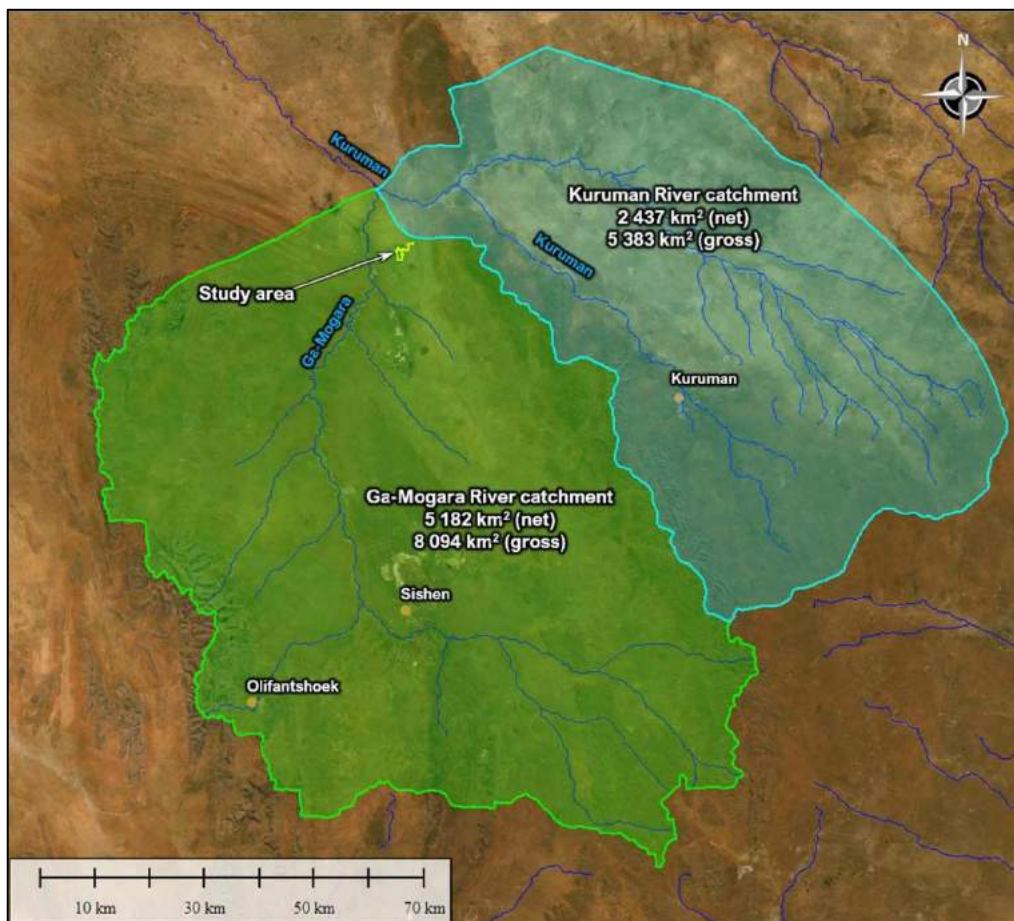 N
Kuruman
Kuruman River catchment
2 437 km² (net)
5 383 km² (gross)
Kuruman
Study area
Ga-Mogara
Kuruman
Ga-Mogara River catchment
5 182 km² (net)
8 094 km² (gross)
Sishen
Olifantshoek
10 km 30 km 50 km 70 km